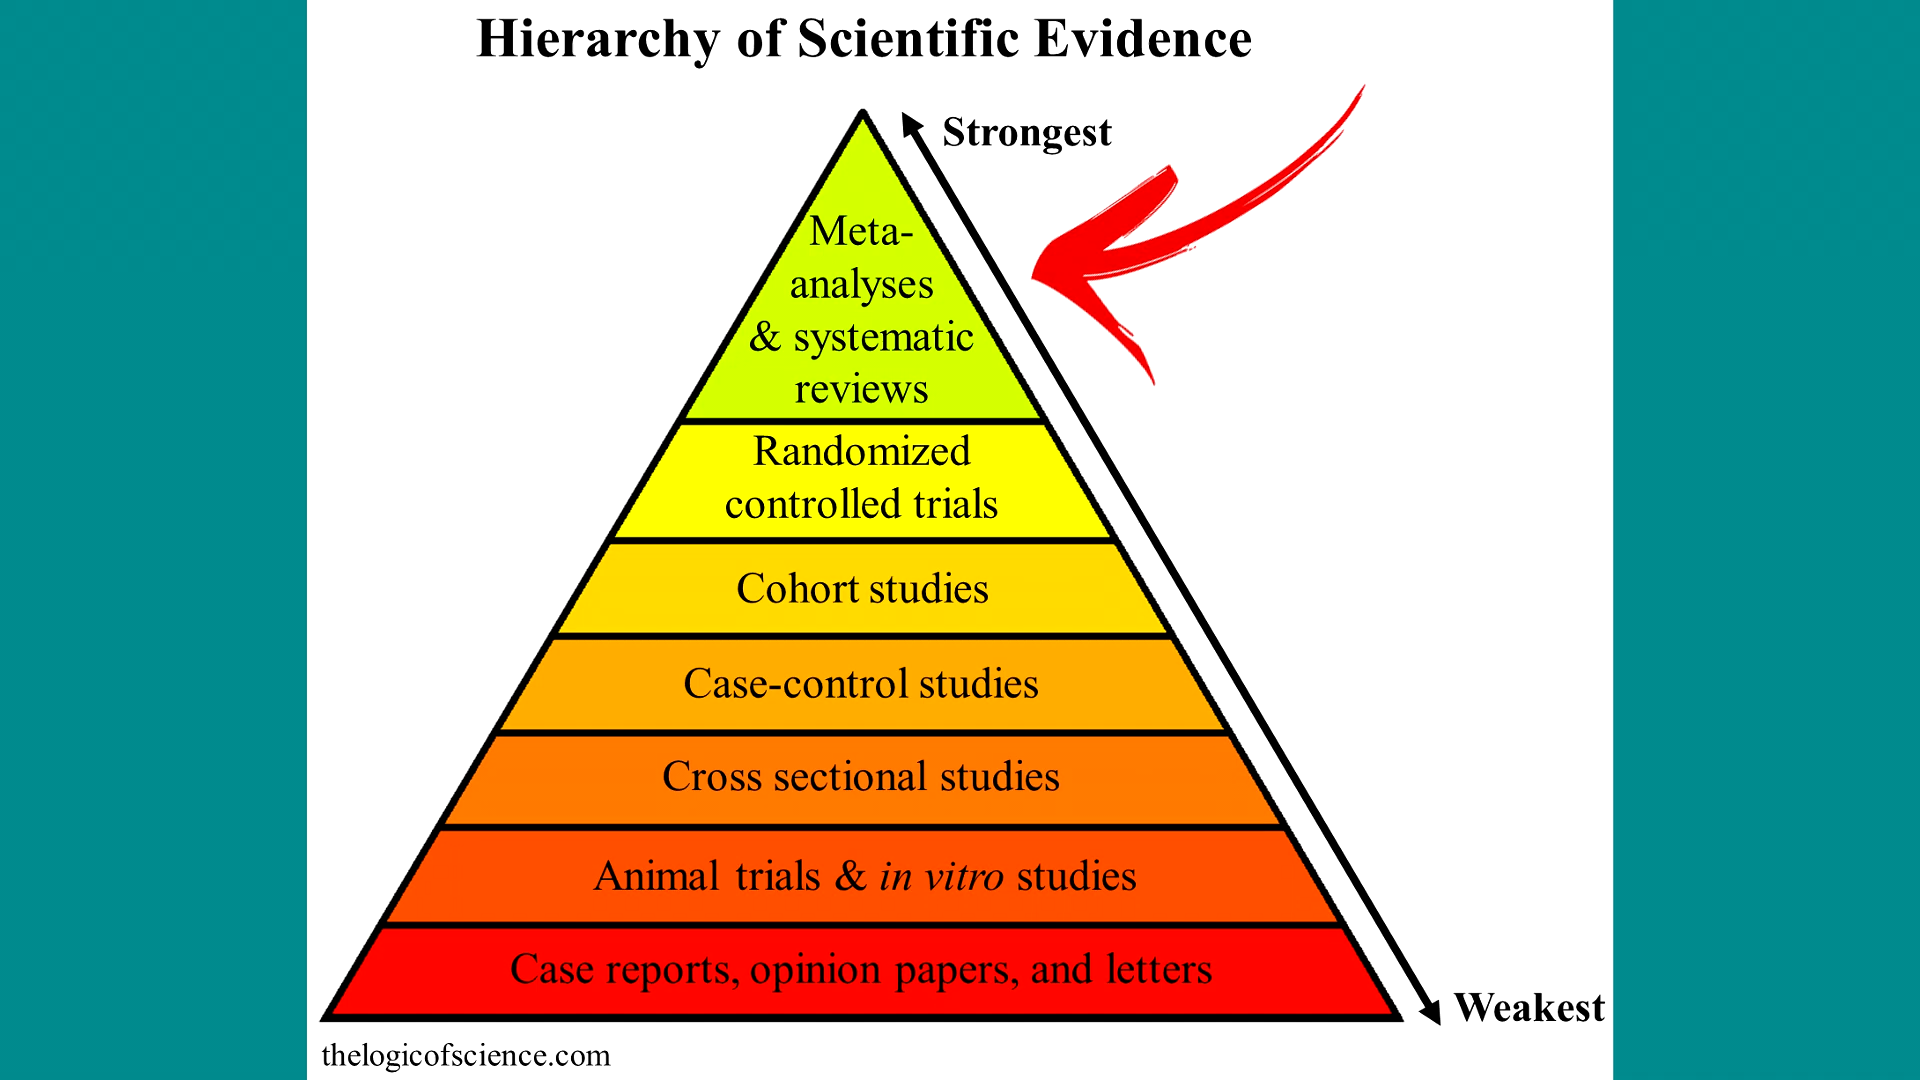 Hierarchy of Scientific Evidence
Strongest
Meta-
analyses
& systematic
reviews
Randomized
controlled trials
Cohort studies
Case-control studies
Cross sectional studies
Animal trials & in vitro studies
Case reports, opinion papers, and letters
Weakest
thelogicofscience.com